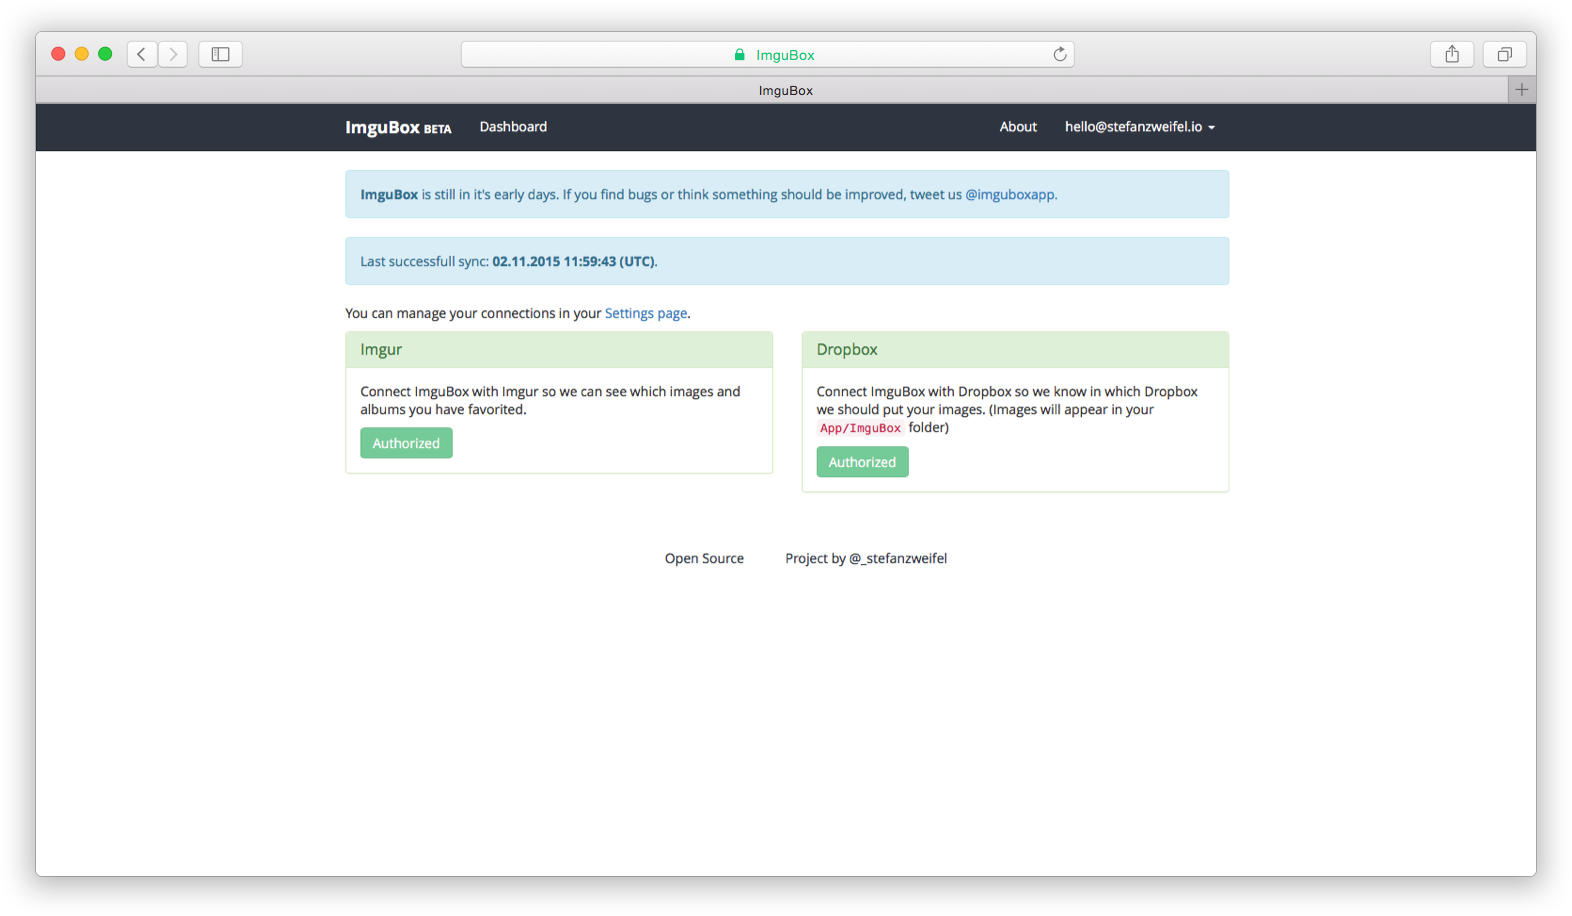 ImguBox
ImguBox
ImguBox BETA Dashboard About hello@stefanzweifel.io
ImguBox is still in it's early days. If you find bugs or think something should be improved, tweet us @imguboxapp.
Last successfull sync: 02.11.2015 11:59:43 (UTC).
You can manage your connections in your Settings page.
Imgur
Connect ImguBox with Imgur so we can see which images and
albums you have favorited.
Authorized
Dropbox
Connect ImguBox with Dropbox so we know in which Dropbox
we should put your images. (Images will appear in your
App/ImguBox folder)
Authorized
Open Source Project by @_stefanzweifel